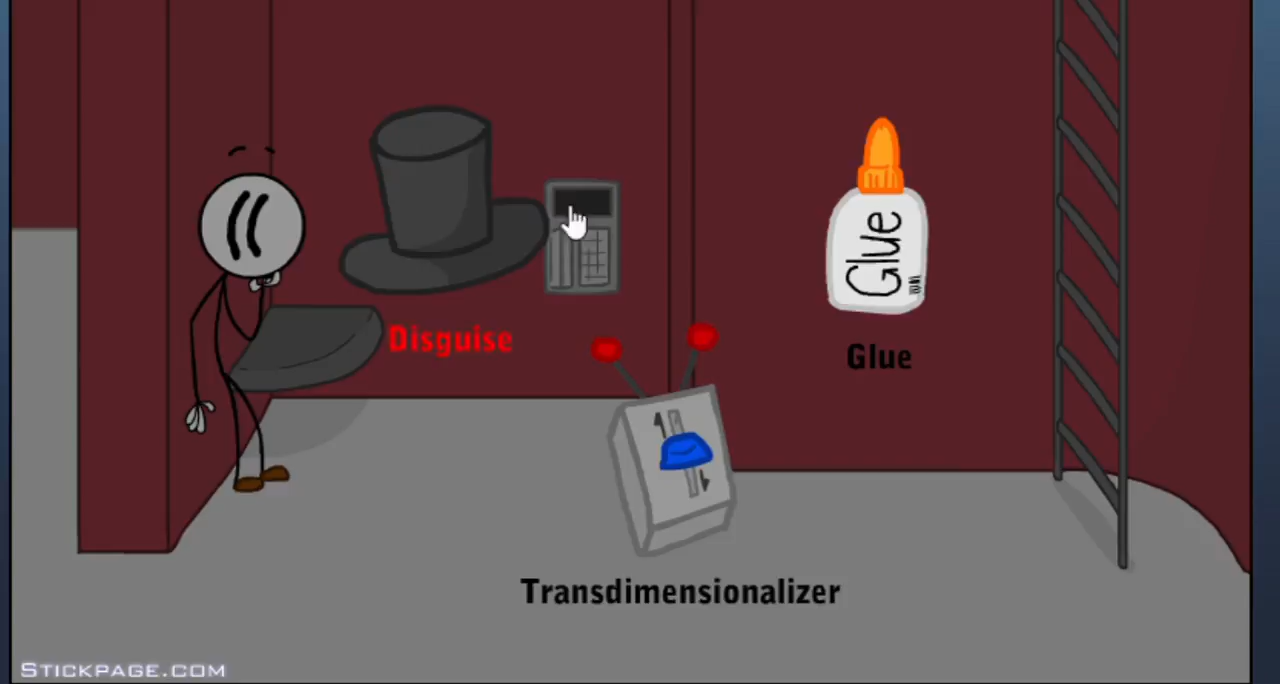 Glue
Disguise
Glue
Transdimensionalizer
STICKPAGE.COM